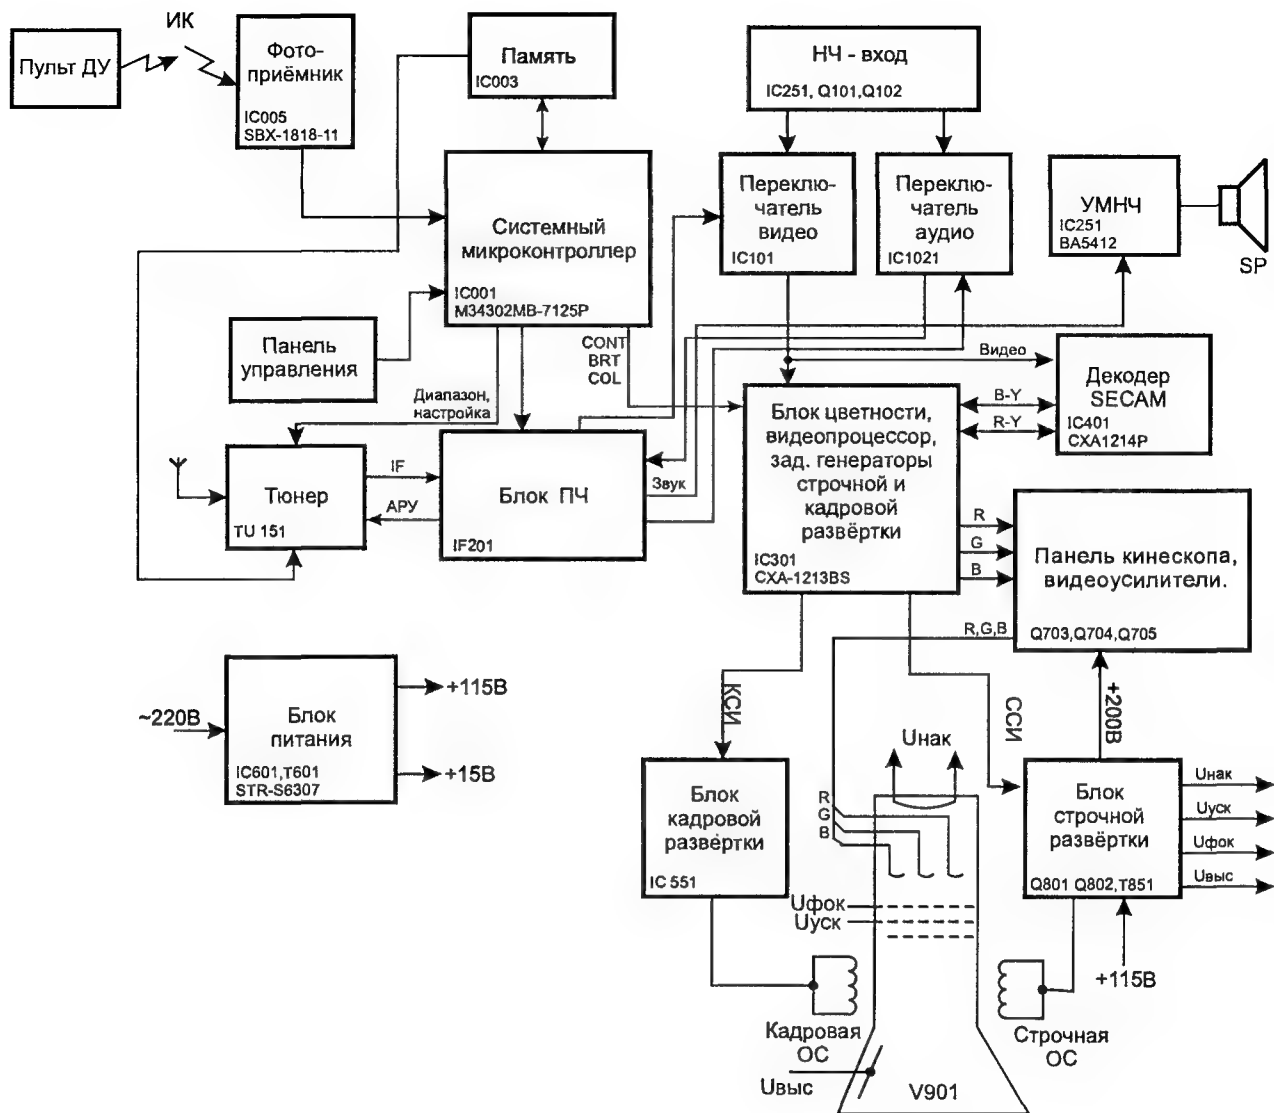 Пульт ДУ
ИК
Фото-
приёмник
IC005
SBX-1818-11
Память
IC003
НЧ - вход
IC251, Q101,Q102
Системный
микроконтроллер
IC001
M34302MB-7125P
Переклю-
чатель
видео
IC101
Переклю-
чатель
аудио
IC1021
УМНЧ
IC251
BA5412
SP
Панель
управления
Диапазон,
настройка
CONT
BRT
COL
Видео
Декодер
SECAM
IC401
CXA1214P
B-Y
R-Y
Блок цветности,
видеопроцессор,
зад. генераторы
строчной и
кадровой
развёртки
IC301
CXA-1213BS
Тюнер
TU 151
IF
АРУ
Блок ПЧ
IF201
Звук
R
G
B
Панель кинескопа,
видеоусилители.
Q703,Q704,Q705
R,G,B
~220В
Блок
питания
IC601,T601
STR-S6307
+115В
+15В
КСИ
ССИ
+200В
Uнак
Блок
кадровой
развёртки
IC 551
R
G
B
Блок
строчной
развёртки
Q801 Q802,T851
Uнак
Uуск
Uфок
Uвыс
Uфок
Uуск
+115В
Кадровая
ОС
Строчная
ОС
Uвыс
V901